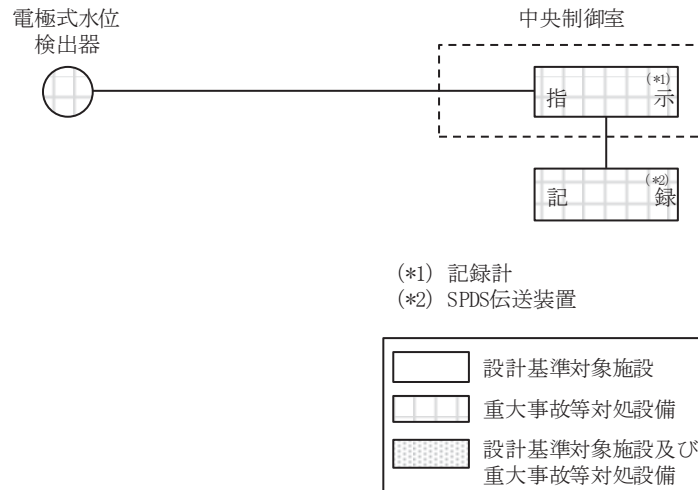 電極式水位
検出器
中央制御室
(*1)
指 示
(*2)
記 録
(*1) 記録計
(*2) SPDS伝送装置
設計基準対象施設
重大事故等対処設備
設計基準対象施設及び
重大事故等対処設備